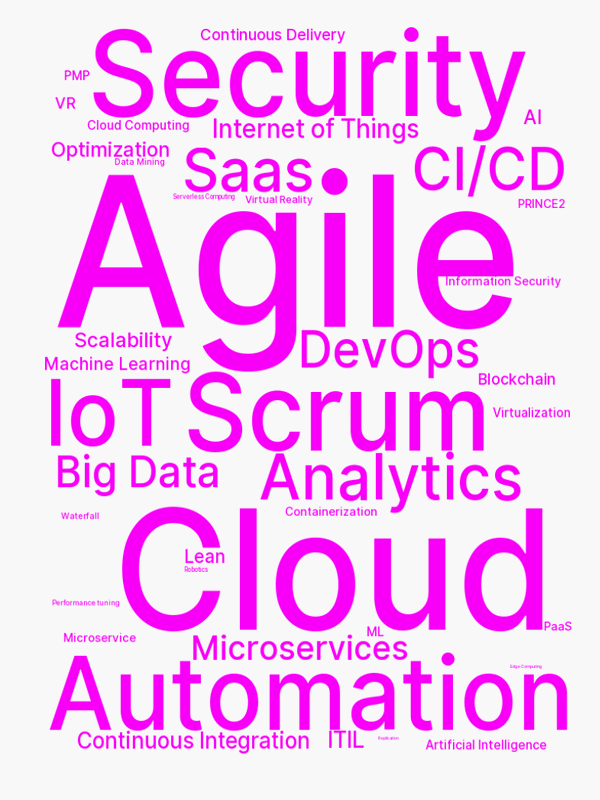 Continuous Delivery
Security
PMP
VR
AI
Cloud Computing
Internet of Things
Optimization
Data Mining
Saas
CI/CD
Serverless Computing
Virtual Reality
PRINCE2
Agile
Information Security
Scalability
DevOps
Machine Learning
Blockchain
IoT
Scrum
Virtualization
Big Data
Analytics
Containerization
Waterfall
Cloud
Lean
Robotics
Performance tuning
PaaS
ML
Microservice
Microservices
Edge Computing
Automation
Continuous Integration
ITIL
Artificial Intelligence